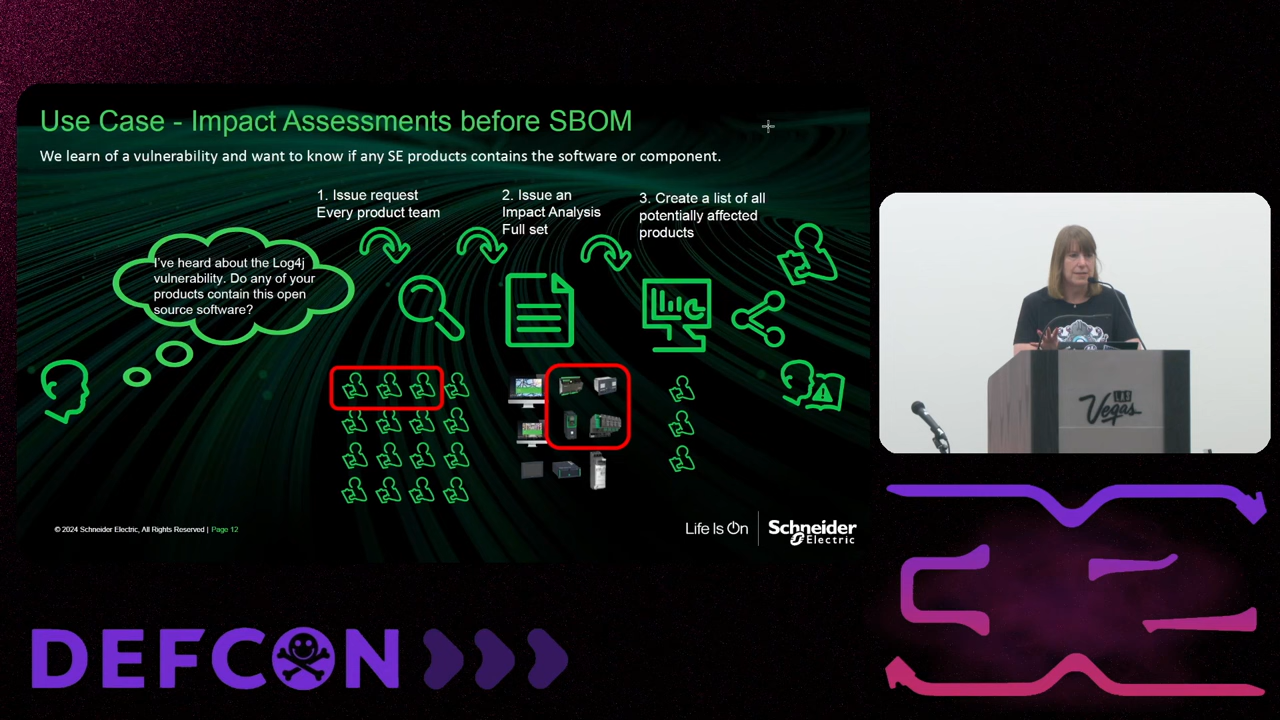 Use Case - Impact Assessments before SBOM
We learn of a vulnerability and want to know if any SE products contains the software or component.
1. Issue request
Every product team
2. Issue an
Impact Analysis
Full set
3. Create a list of all
potentially affected
products
I've heard about the Log4j
vulnerability. Do any of your
products contain this open
source software?
© 2024 Schneider Electric, All Rights Reserved | Page 12
Life Is On
Schneider
Electric
LAS
Vegas
DEFCON